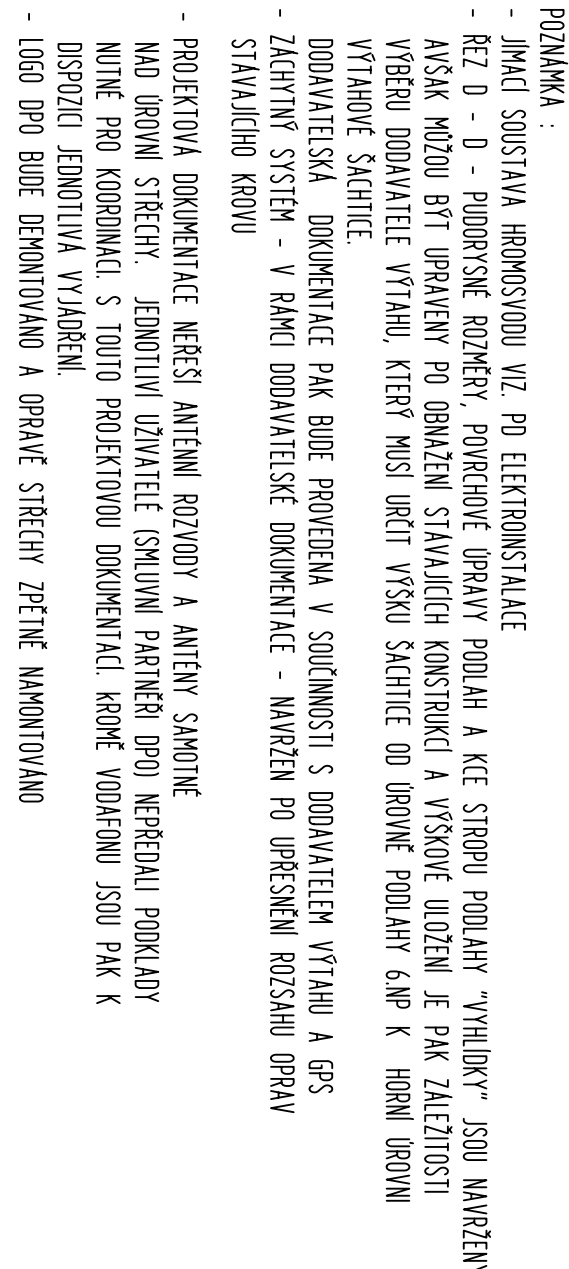 POZNÁMKA :
- JÍMACÍ SOUSTAVA HROMOSVODU VIZ. PD ELEKTROINSTALACE
- ŘEZ D - D - PUDORYSNÉ ROZMĚRY, POVRCHOVÉ ÚPRAVY PODLAH A KCE STROPU PODLAHY "VYHLÍDKY" JSOU NAVRŽENY
AVŠAK MŮŽOU BÝT UPRAVENY PO OBNAŽENÍ STÁVAJÍCÍCH KONSTRUKCÍ A VÝŠKOVÉ ULOŽENÍ JE PAK ZÁLEŽITOSTI
VÝBĚRU DODAVATELE VÝTAHU, KTERÝ MUSÍ URČIT VÝŠKU ŠACHTICE OD ÚROVNĚ PODLAHY 6.NP K HORNÍ ÚROVNI
VÝTAHOVÉ ŠACHTICE.
DODAVATELSKÁ DOKUMENTACE PAK BUDE PROVEDENA V SOUČINNOSTI S DODAVATELEM VÝTAHU A GPS
- ZÁCHYTNÝ SYSTÉM - V RÁMCI DODAVATELSKÉ DOKUMENTACE - NAVRŽEN PO UPŘESNĚNÍ ROZSAHU OPRAV
STÁVAJÍCÍHO KROVU
- PROJEKTOVÁ DOKUMENTACE NEŘEŠÍ ANTÉNNÍ ROZVODY A ANTÉNY SAMOTNÉ
NAD ÚROVNÍ STŘECHY. JEDNOTLIVÍ UŽIVATELÉ (SMLUVNÍ PARTNEŘI DPO) NEPŘEDALI PODKLADY
NUTNÉ PRO KOORDINACI. S TOUTO PROJEKTOVOU DOKUMENTACÍ. kROMĚ VODAFONU JSOU PAK K
DISPOZICI JEDNOTLIVÁ VYJÁDŘENÍ.
- LOGO DPO BUDE DEMONTOVÁNO A OPRAVĚ STŘECHY ZPĚTNĚ NAMONTOVÁNO